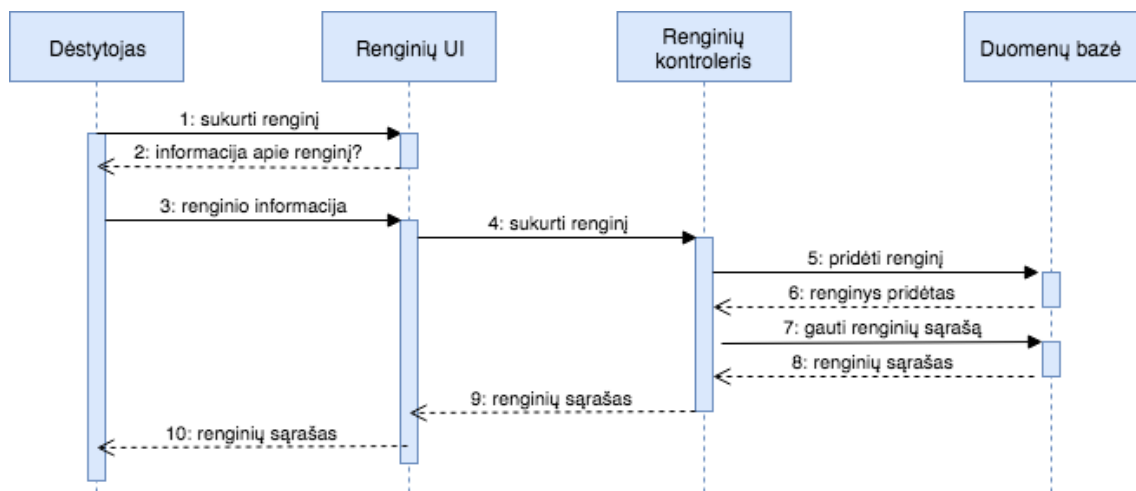 Dėstytojas
Renginių UI
Renginių
kontroleris
Duomenų bazė
1: sukurti renginį
2: informacija apie renginį?
3: renginio informacija
4: sukurti renginį
5: pridėti renginį
6: renginys pridėtas
7: gauti renginių sąrašą
8: renginių sąrašas
9: renginių sąrašas
10: renginių sąrašas